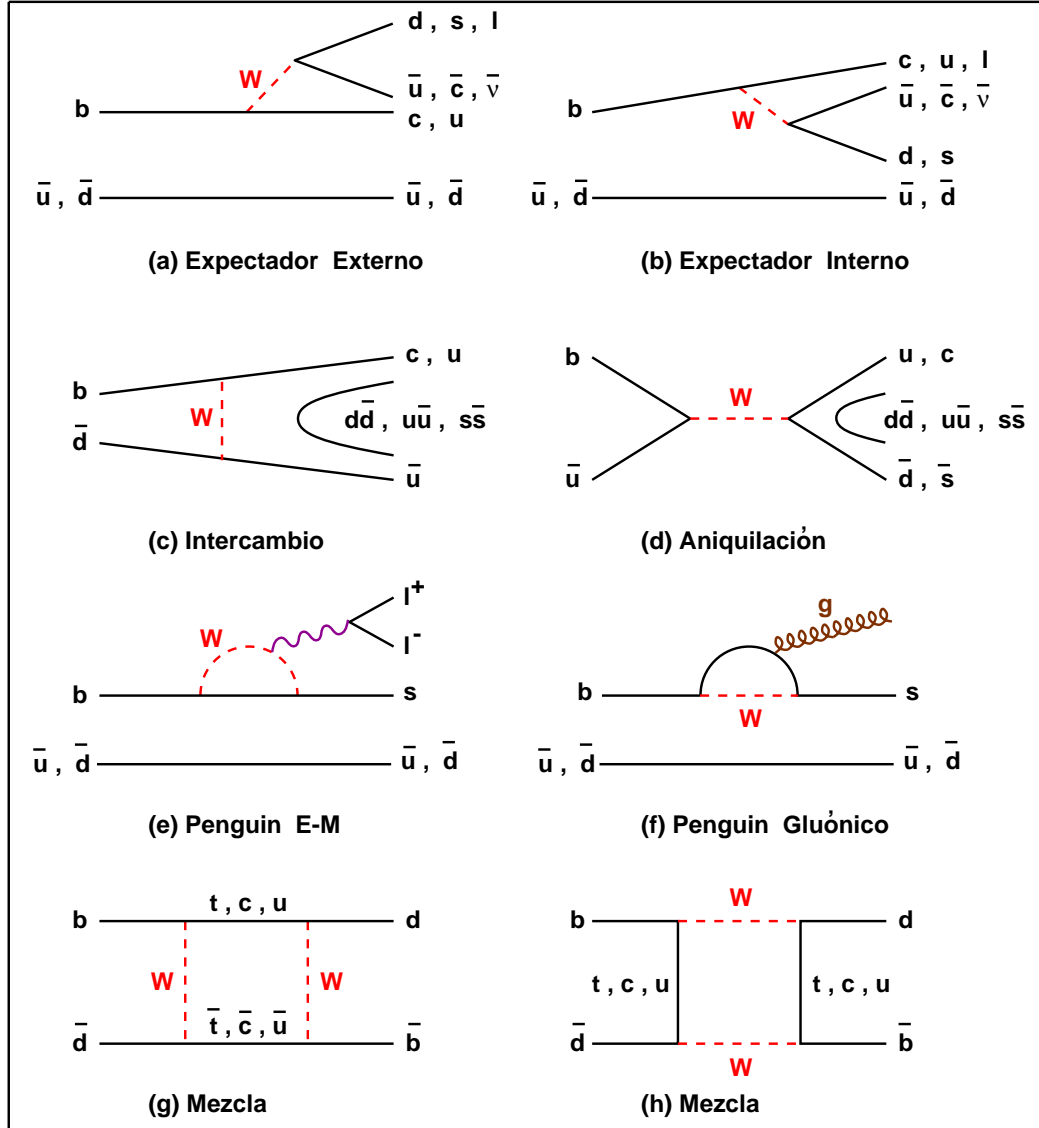 d , s , l
W
ū , c̄ , ν̄
b
c , u
ū , d̄
ū , d̄
(a) Expectador Externo
c , u , l
ū , c̄ , ν̄
b
W
d , s
ū , d̄
ū , d̄
(b) Expectador Interno
c , u
b
W
dd̄ , uū , ss̄
d̄
ū
(c) Intercambio
b
u , c
W
dd̄ , uū , ss̄
ū
d̄ , s̄
(d) Aniquilación
l+
W
l-
b
s
ū , d̄
ū , d̄
(e) Penguin E-M
g
b
s
W
ū , d̄
ū , d̄
(f) Penguin Gluónico
t , c , u
b
d
W
W
t̄ , c̄ , ū
d̄
b̄
(g) Mezcla
W
b
d
t , c , u
t , c , u
d̄
b̄
W
(h) Mezcla